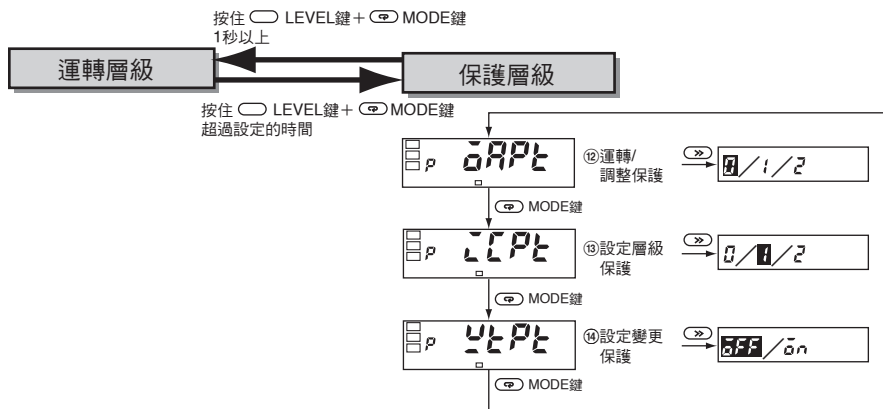 按住 LEVEL鍵＋ MODE鍵
1秒以上
運轉層級
保護層級
按住 LEVEL鍵＋ MODE鍵
超過設定的時間
P oAPt
⑫運轉/
調整保護
0/1/2
MODE鍵
P iCPt
⑬設定層級
保護
0/1/2
MODE鍵
P WtPt
⑭設定變更
保護
oFF/on
MODE鍵